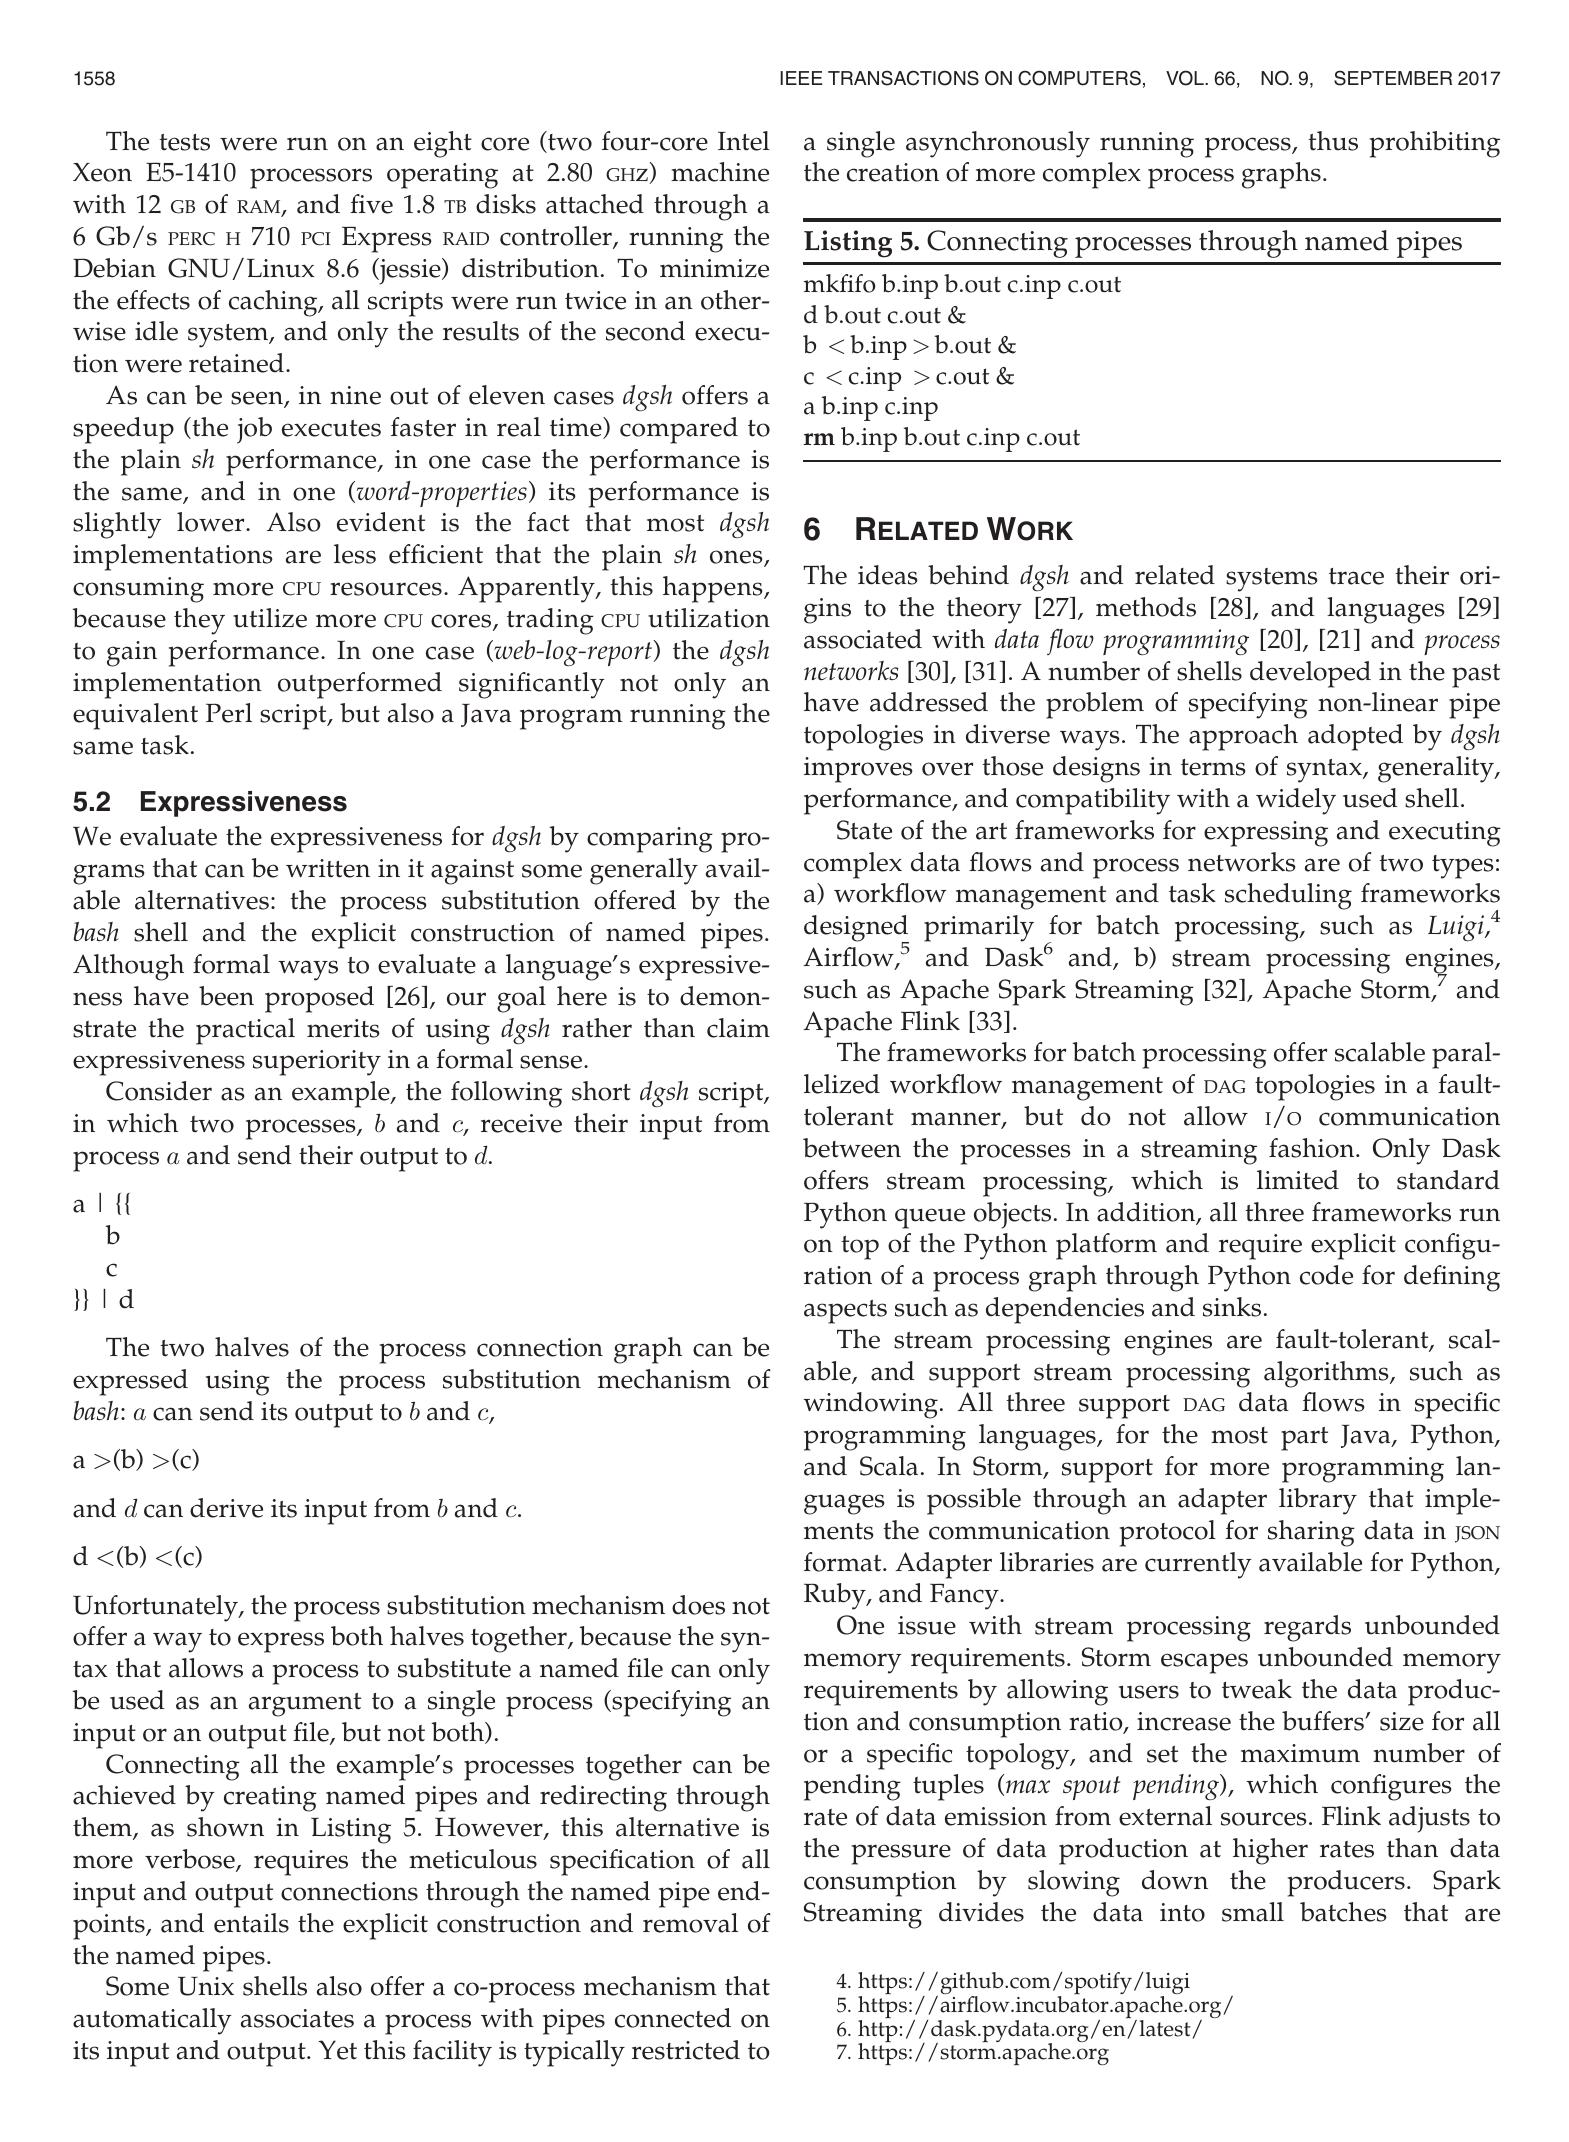 1558
IEEE TRANSACTIONS ON COMPUTERS, VOL. 66, NO. 9, SEPTEMBER 2017
The tests were run on an eight core (two four-core Intel
Xeon E5-1410 processors operating at 2.80 GHZ) machine
with 12 GB of RAM, and five 1.8 TB disks attached through a
6 Gb/s PERC H 710 PCI Express RAID controller, running the
Debian GNU/Linux 8.6 (jessie) distribution. To minimize
the effects of caching, all scripts were run twice in an other-
wise idle system, and only the results of the second execu-
tion were retained.
As can be seen, in nine out of eleven cases dgsh offers a
speedup (the job executes faster in real time) compared to
the plain sh performance, in one case the performance is
the same, and in one (word-properties) its performance is
slightly lower. Also evident is the fact that most dgsh
implementations are less efficient that the plain sh ones,
consuming more CPU resources. Apparently, this happens,
because they utilize more CPU cores, trading CPU utilization
to gain performance. In one case (web-log-report) the dgsh
implementation outperformed significantly not only an
equivalent Perl script, but also a Java program running the
same task.
5.2 Expressiveness
We evaluate the expressiveness for dgsh by comparing pro-
grams that can be written in it against some generally avail-
able alternatives: the process substitution offered by the
bash shell and the explicit construction of named pipes.
Although formal ways to evaluate a language's expressive-
ness have been proposed [26], our goal here is to demon-
strate the practical merits of using dgsh rather than claim
expressiveness superiority in a formal sense.
Consider as an example, the following short dgsh script,
in which two processes, b and c, receive their input from
process a and send their output to d.
a | {{
b
c
}} | d
The two halves of the process connection graph can be
expressed using the process substitution mechanism of
bash: a can send its output to b and c,
a >(b) >(c)
and d can derive its input from b and c.
d <(b) <(c)
Unfortunately, the process substitution mechanism does not
offer a way to express both halves together, because the syn-
tax that allows a process to substitute a named file can only
be used as an argument to a single process (specifying an
input or an output file, but not both).
Connecting all the example's processes together can be
achieved by creating named pipes and redirecting through
them, as shown in Listing 5. However, this alternative is
more verbose, requires the meticulous specification of all
input and output connections through the named pipe end-
points, and entails the explicit construction and removal of
the named pipes.
Some Unix shells also offer a co-process mechanism that
automatically associates a process with pipes connected on
its input and output. Yet this facility is typically restricted to
a single asynchronously running process, thus prohibiting
the creation of more complex process graphs.
Listing 5. Connecting processes through named pipes
mkfifo b.inp b.out c.inp c.out
d b.out c.out &
b < b.inp > b.out &
c < c.inp > c.out &
a b.inp c.inp
rm b.inp b.out c.inp c.out
6 RELATED WORK
The ideas behind dgsh and related systems trace their ori-
gins to the theory [27], methods [28], and languages [29]
associated with data flow programming [20], [21] and process
networks [30], [31]. A number of shells developed in the past
have addressed the problem of specifying non-linear pipe
topologies in diverse ways. The approach adopted by dgsh
improves over those designs in terms of syntax, generality,
performance, and compatibility with a widely used shell.
State of the art frameworks for expressing and executing
complex data flows and process networks are of two types:
a) workflow management and task scheduling frameworks
designed primarily for batch processing, such as Luigi,4
Airflow,5 and Dask6 and, b) stream processing engines,
such as Apache Spark Streaming [32], Apache Storm,7 and
Apache Flink [33].
The frameworks for batch processing offer scalable paral-
lelized workflow management of DAG topologies in a fault-
tolerant manner, but do not allow I/O communication
between the processes in a streaming fashion. Only Dask
offers stream processing, which is limited to standard
Python queue objects. In addition, all three frameworks run
on top of the Python platform and require explicit configu-
ration of a process graph through Python code for defining
aspects such as dependencies and sinks.
The stream processing engines are fault-tolerant, scal-
able, and support stream processing algorithms, such as
windowing. All three support DAG data flows in specific
programming languages, for the most part Java, Python,
and Scala. In Storm, support for more programming lan-
guages is possible through an adapter library that imple-
ments the communication protocol for sharing data in JSON
format. Adapter libraries are currently available for Python,
Ruby, and Fancy.
One issue with stream processing regards unbounded
memory requirements. Storm escapes unbounded memory
requirements by allowing users to tweak the data produc-
tion and consumption ratio, increase the buffers' size for all
or a specific topology, and set the maximum number of
pending tuples (max spout pending), which configures the
rate of data emission from external sources. Flink adjusts to
the pressure of data production at higher rates than data
consumption by slowing down the producers. Spark
Streaming divides the data into small batches that are
4. https://github.com/spotify/luigi
5. https://airflow.incubator.apache.org/
6. http://dask.pydata.org/en/latest/
7. https://storm.apache.org